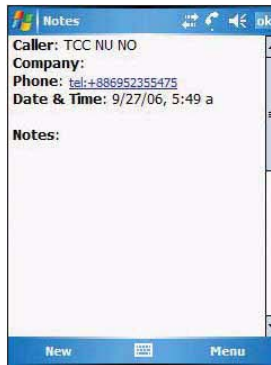 Notes
ok
Caller: TCC NU NO
Company:
Phone: tel:+886952355475
Date & Time: 9/27/06, 5:49 a
Notes:
New
Menu